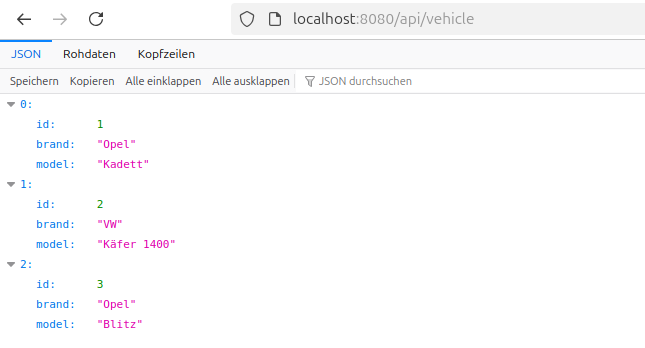 localhost:8080/api/vehicle
JSON Rohdaten Kopfzeilen
Speichern Kopieren Alle einklappen Alle ausklappen JSON durchsuchen
0:
id: 1
brand: "Opel"
model: "Kadett"
1:
id: 2
brand: "VW"
model: "Käfer 1400"
2:
id: 3
brand: "Opel"
model: "Blitz"